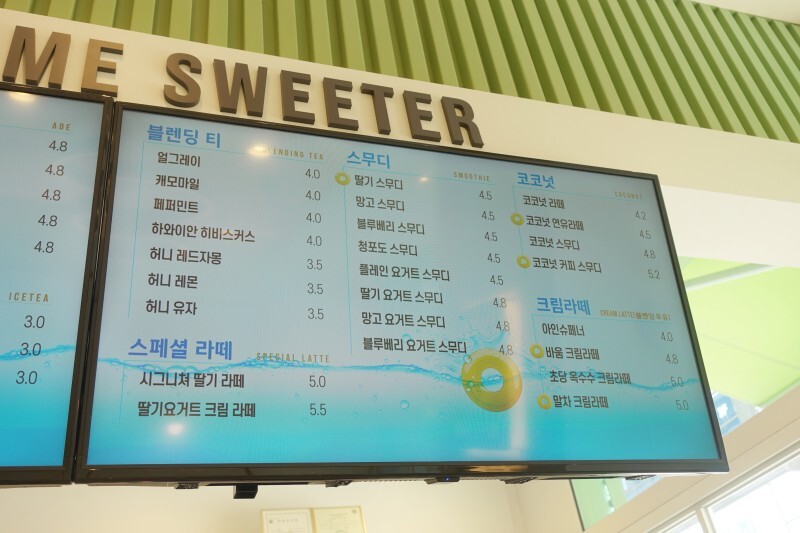 ME SWEETER
ADE
4.8
4.8
4.8
4.8
4.8
ICETEA
3.0
3.0
3.0
블렌딩 티 ENDING TEA
얼그레이 4.0
캐모마일 4.0
페퍼민트 4.0
하와이안 히비스커스 4.0
허니 레드자몽 3.5
허니 레몬 3.5
허니 유자 3.5
스페셜 라떼 SPECIAL LATTE
시그니쳐 딸기 라떼 5.0
딸기요거트 크림 라떼 5.5
스무디 SMOOTHIE
딸기 스무디 4.5
망고 스무디 4.5
블루베리 스무디 4.5
청포도 스무디 4.5
플레인 요거트 스무디 4.5
딸기 요거트 스무디 4.8
망고 요거트 스무디 4.8
블루베리 요거트 스무디 4.8
코코넛 COCONUT
코코넛 라떼 4.2
코코넛 연유라떼 4.5
코코넛 스무디 4.8
코코넛 커피 스무디 5.2
크림라떼 CREAM LATTE(블렌딩 우유)
아인슈페너 4.0
바움 크림라떼 4.8
초당 옥수수 크림라떼 5.0
말차 크림라떼 5.0